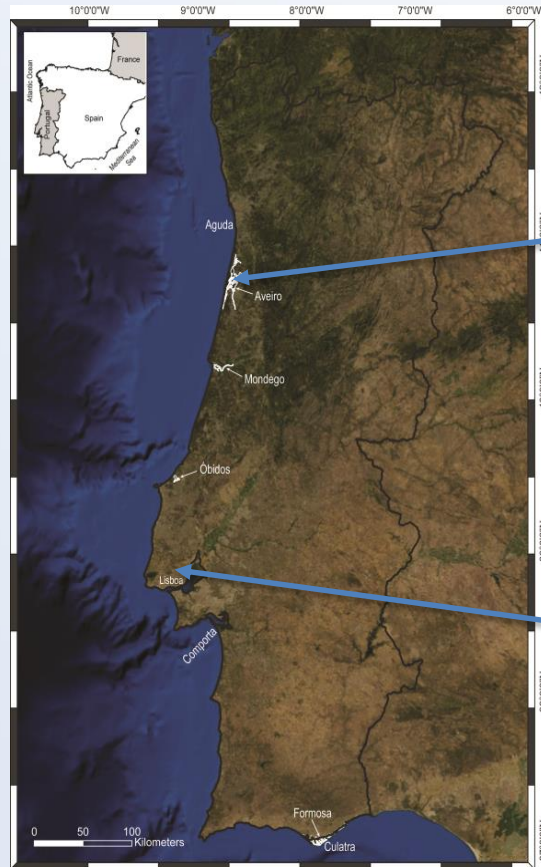 10°0'0"W 9°0'0"W 8°0'0"W 7°0'0"W 6°0'0"W
France
Atlantic Ocean
Portugal
Spain
Mediterranean
Sea
Aguda
Aveiro
Mondego
Óbidos
Lisboa
Comporta
Formosa
Culatra
0 50 100
Kilometers